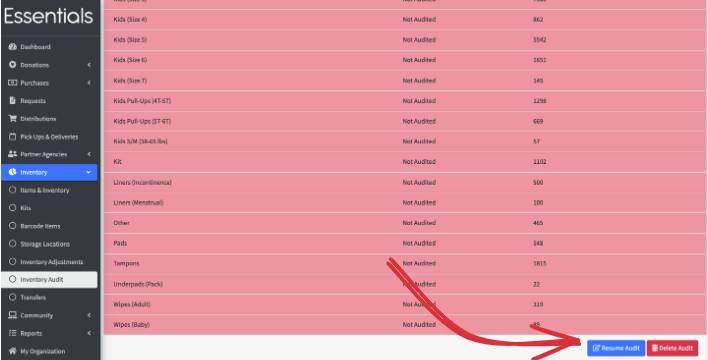 Essentials
Dashboard
Donations
Purchases
Requests
Distributions
Pick Ups & Deliveries
Partner Agencies
Inventory
Items & Inventory
Kits
Barcode Items
Storage Locations
Inventory Adjustments
Inventory Audit
Transfers
Community
Reports
My Organization
Kids (Size 4) Not Audited 862
Kids (Size 5) Not Audited 5542
Kids (Size 6) Not Audited 1651
Kids (Size 7) Not Audited 145
Kids Pull-Ups (4T-5T) Not Audited 1298
Kids Pull-Ups (5T-6T) Not Audited 669
Kids S/M (38-65 lbs) Not Audited 57
Kit Not Audited 1102
Liners (Incontinence) Not Audited 500
Liners (Menstrual) Not Audited 100
Other Not Audited 465
Pads Not Audited 548
Tampons Not Audited 1815
Underpads (Pack) Not Audited 22
Wipes (Adult) Not Audited 319
Wipes (Baby) Not Audited 89
Resume Audit Delete Audit